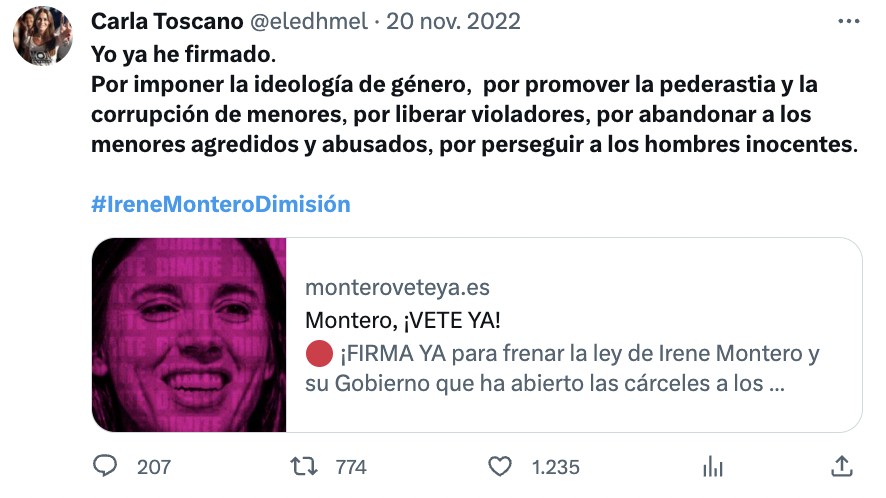 Carla Toscano @eledhmel · 20 nov. 2022
Yo ya he firmado.
Por imponer la ideología de género,  por promover la pederastia y la
corrupción de menores, por liberar violadores, por abandonar a los
menores agredidos y abusados, por perseguir a los hombres inocentes.
#IreneMonteroDimisión
DIMITE
monteroveteya.es
Montero, ¡VETE YA!
🔴 ¡FIRMA YA para frenar la ley de Irene Montero y
su Gobierno que ha abierto las cárceles a los ...
207 774 1.235